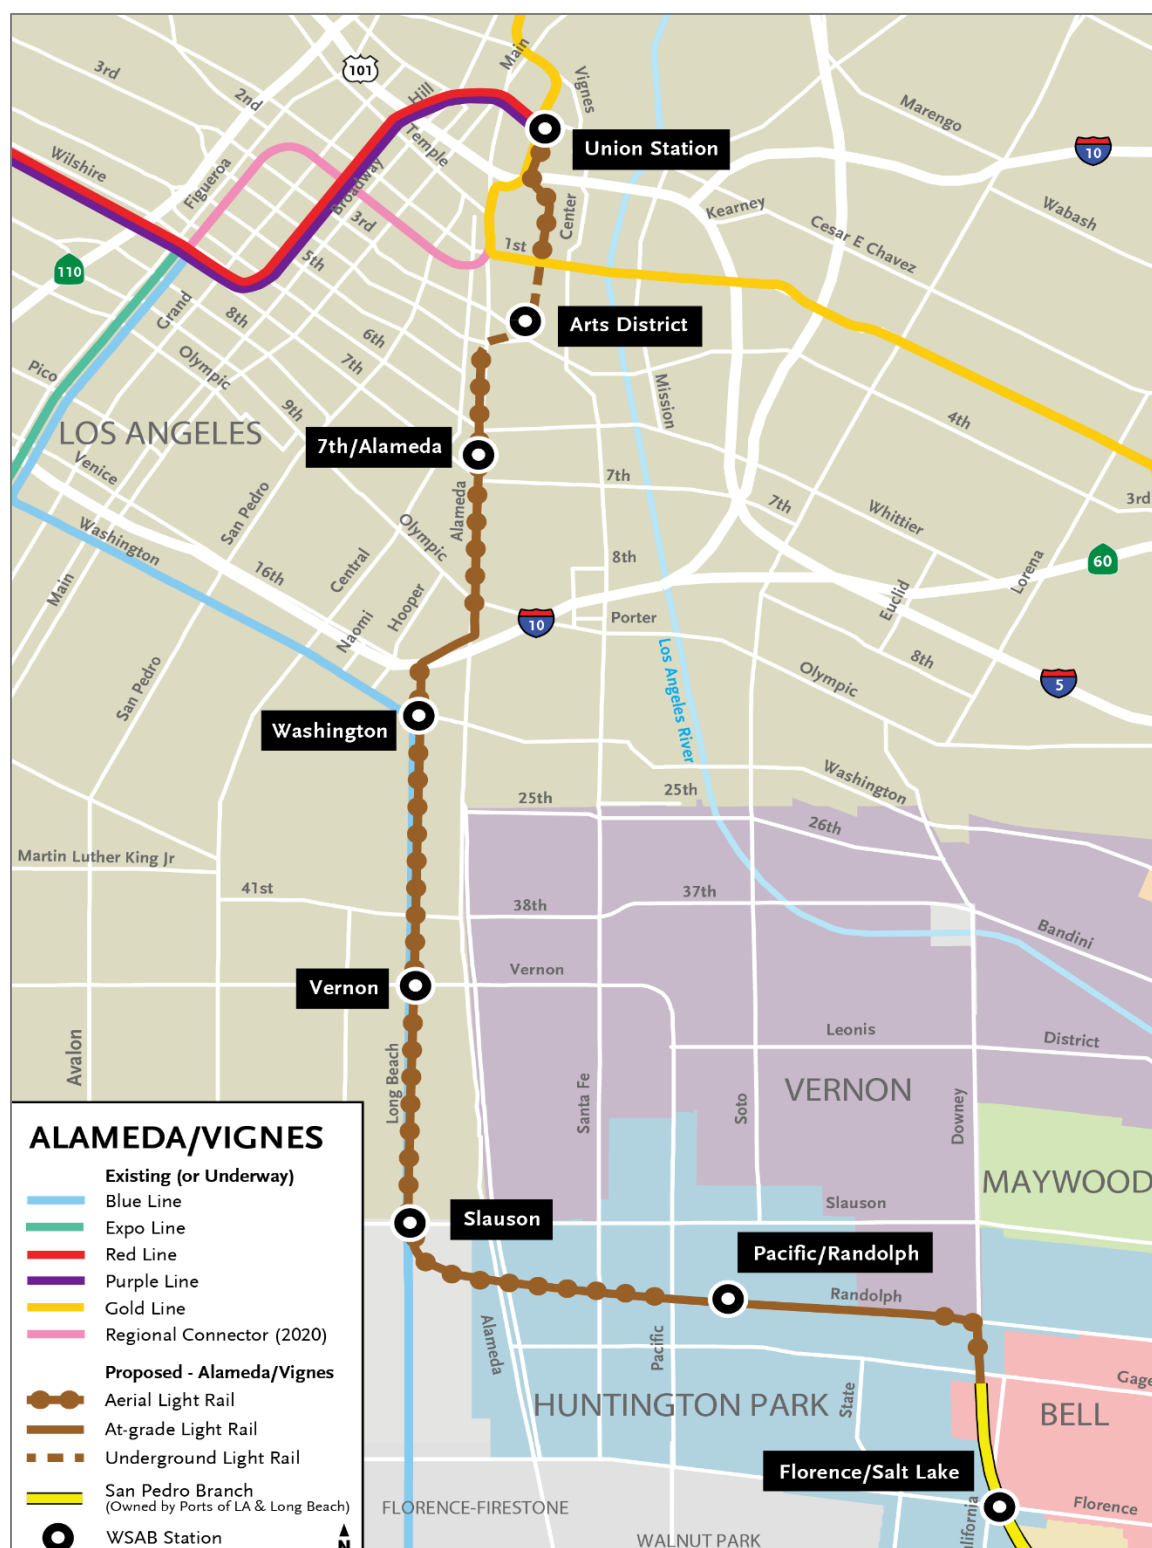 Main
101
3rd
2nd
Hill
Vignes
Marengo
Temple
Union Station
10
Wilshire
Figueroa
Broadway
3rd
Center
Kearney
Wabash
Cesar E Chavez
1st
110
5th
Grand
8th
6th
Arts District
Olympic
7th
Pico
Mission
9th
4th
LOS ANGELES
7th/Alameda
Venice
7th
San Pedro
Alameda
7th
3rd
Whittier
Washington
Olympic
16th
Central
8th
60
Lorena
Main
Naomi
Hooper
Euclid
10
Porter
Los Angeles River
8th
San Pedro
Olympic
5
Washington
Washington
25th
25th
26th
Martin Luther King Jr
41st
38th
37th
Bandini
Vernon
Vernon
Leonis
District
Avalon
Long Beach
Santa Fe
Soto
VERNON
Downey
MAYWOOD
Slauson
Slauson
Pacific/Randolph
Randolph
Alameda
Pacific
Gage
State
HUNTINGTON PARK
BELL
Florence/Salt Lake
Florence
FLORENCE-FIRESTONE
WALNUT PARK
alifornia
ALAMEDA/VIGNES
Existing (or Underway)
Blue Line
Expo Line
Red Line
Purple Line
Gold Line
Regional Connector (2020)
Proposed - Alameda/Vignes
Aerial Light Rail
At-grade Light Rail
Underground Light Rail
San Pedro Branch
(Owned by Ports of LA & Long Beach)
WSAB Station
N